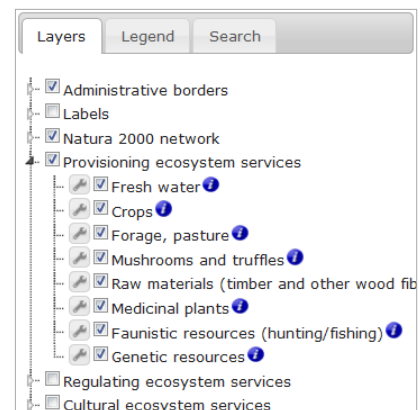 Layers Legend Search
Administrative borders
Labels
Natura 2000 network
Provisioning ecosystem services
Fresh water
Crops
Forage, pasture
Mushrooms and truffles
Raw materials (timber and other wood fib
Medicinal plants
Faunistic resources (hunting/fishing)
Genetic resources
Regulating ecosystem services
Cultural ecosystem services